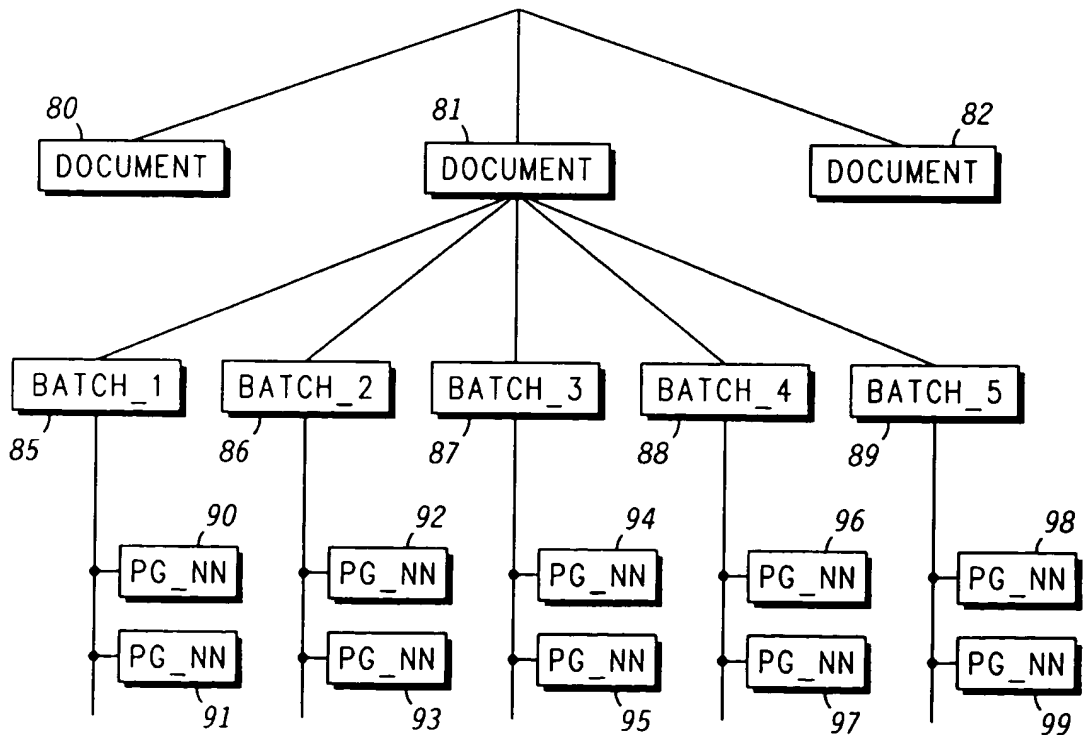 80
81
82
DOCUMENT
DOCUMENT
DOCUMENT
BATCH_1
BATCH_2
BATCH_3
BATCH_4
BATCH_5
85
86
87
88
89
90
92
94
96
98
PG_NN
PG_NN
PG_NN
PG_NN
PG_NN
PG_NN
PG_NN
PG_NN
PG_NN
PG_NN
91
93
95
97
99